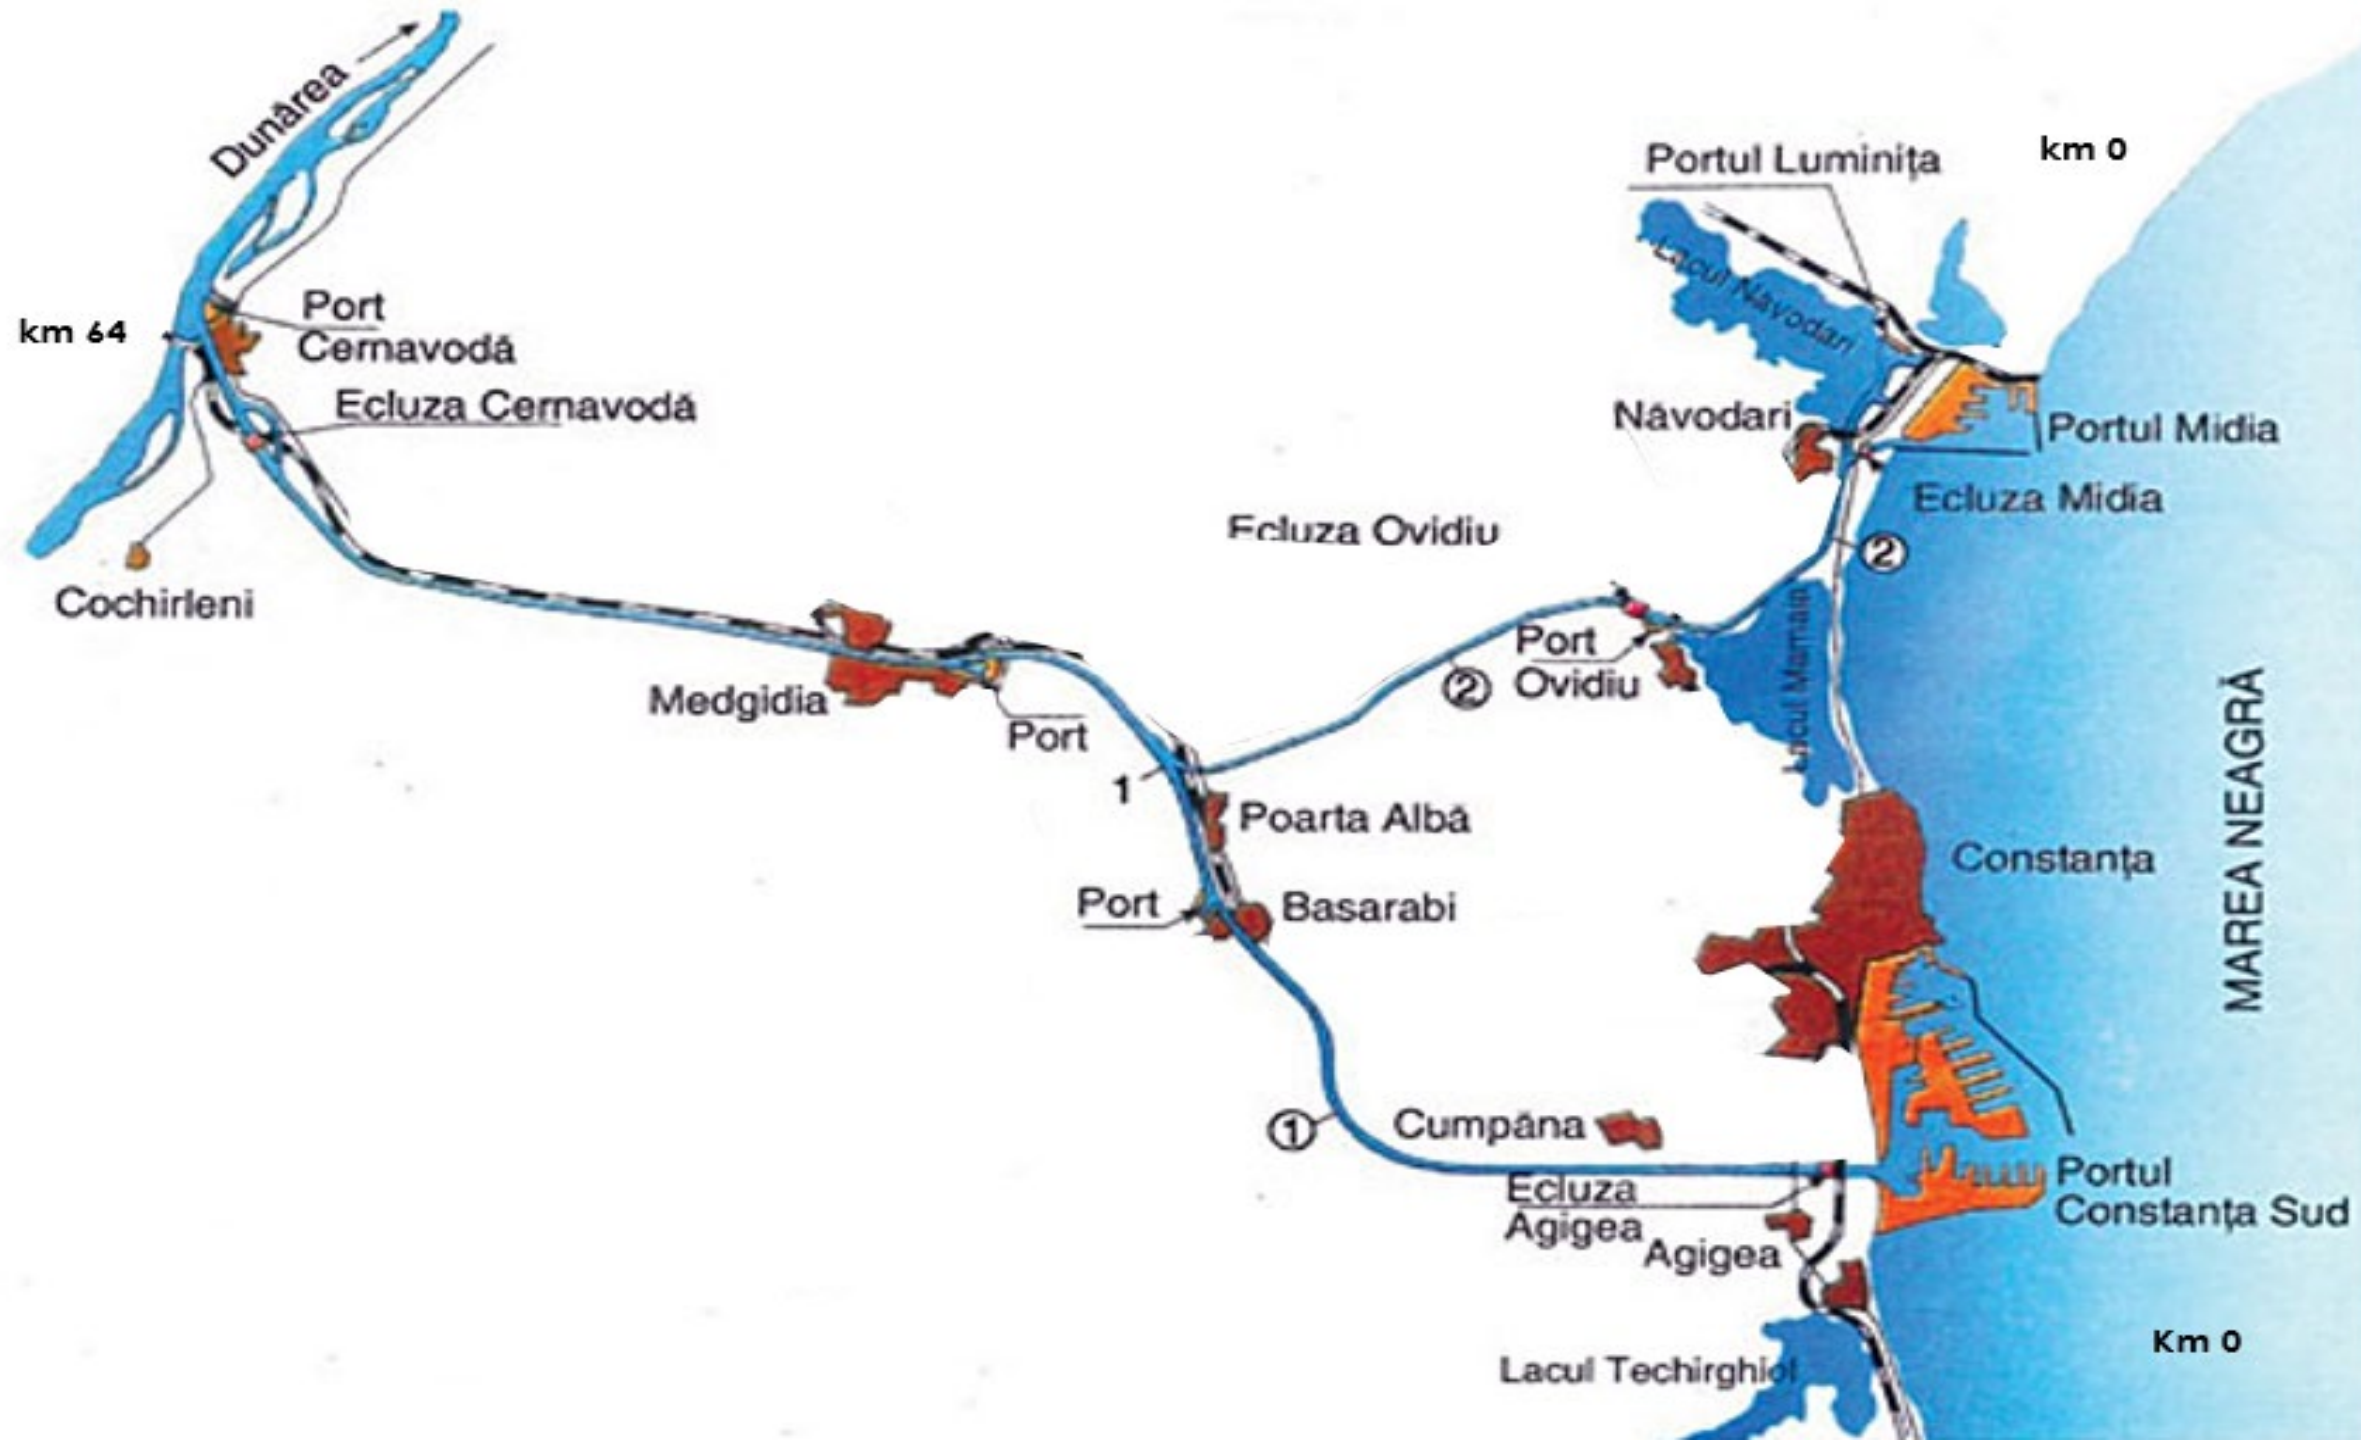 Dunărea
km 64
Port
Cernavodă
Ecluza Cernavodă
Cochirleni
Medgidia
Port
1
Poarta Albă
Port
Basarabi
1
2
Ecluza Ovidiu
Port
Ovidiu
Portul Luminița
km 0
Lacul Năvodari
Năvodari
Portul Midia
Ecluza Midia
2
Lacul Mamaia
Constanța
MAREA NEAGRĂ
Cumpăna
Ecluza
Agigea
Agigea
Portul
Constanța Sud
Lacul Techirghiol
Km 0